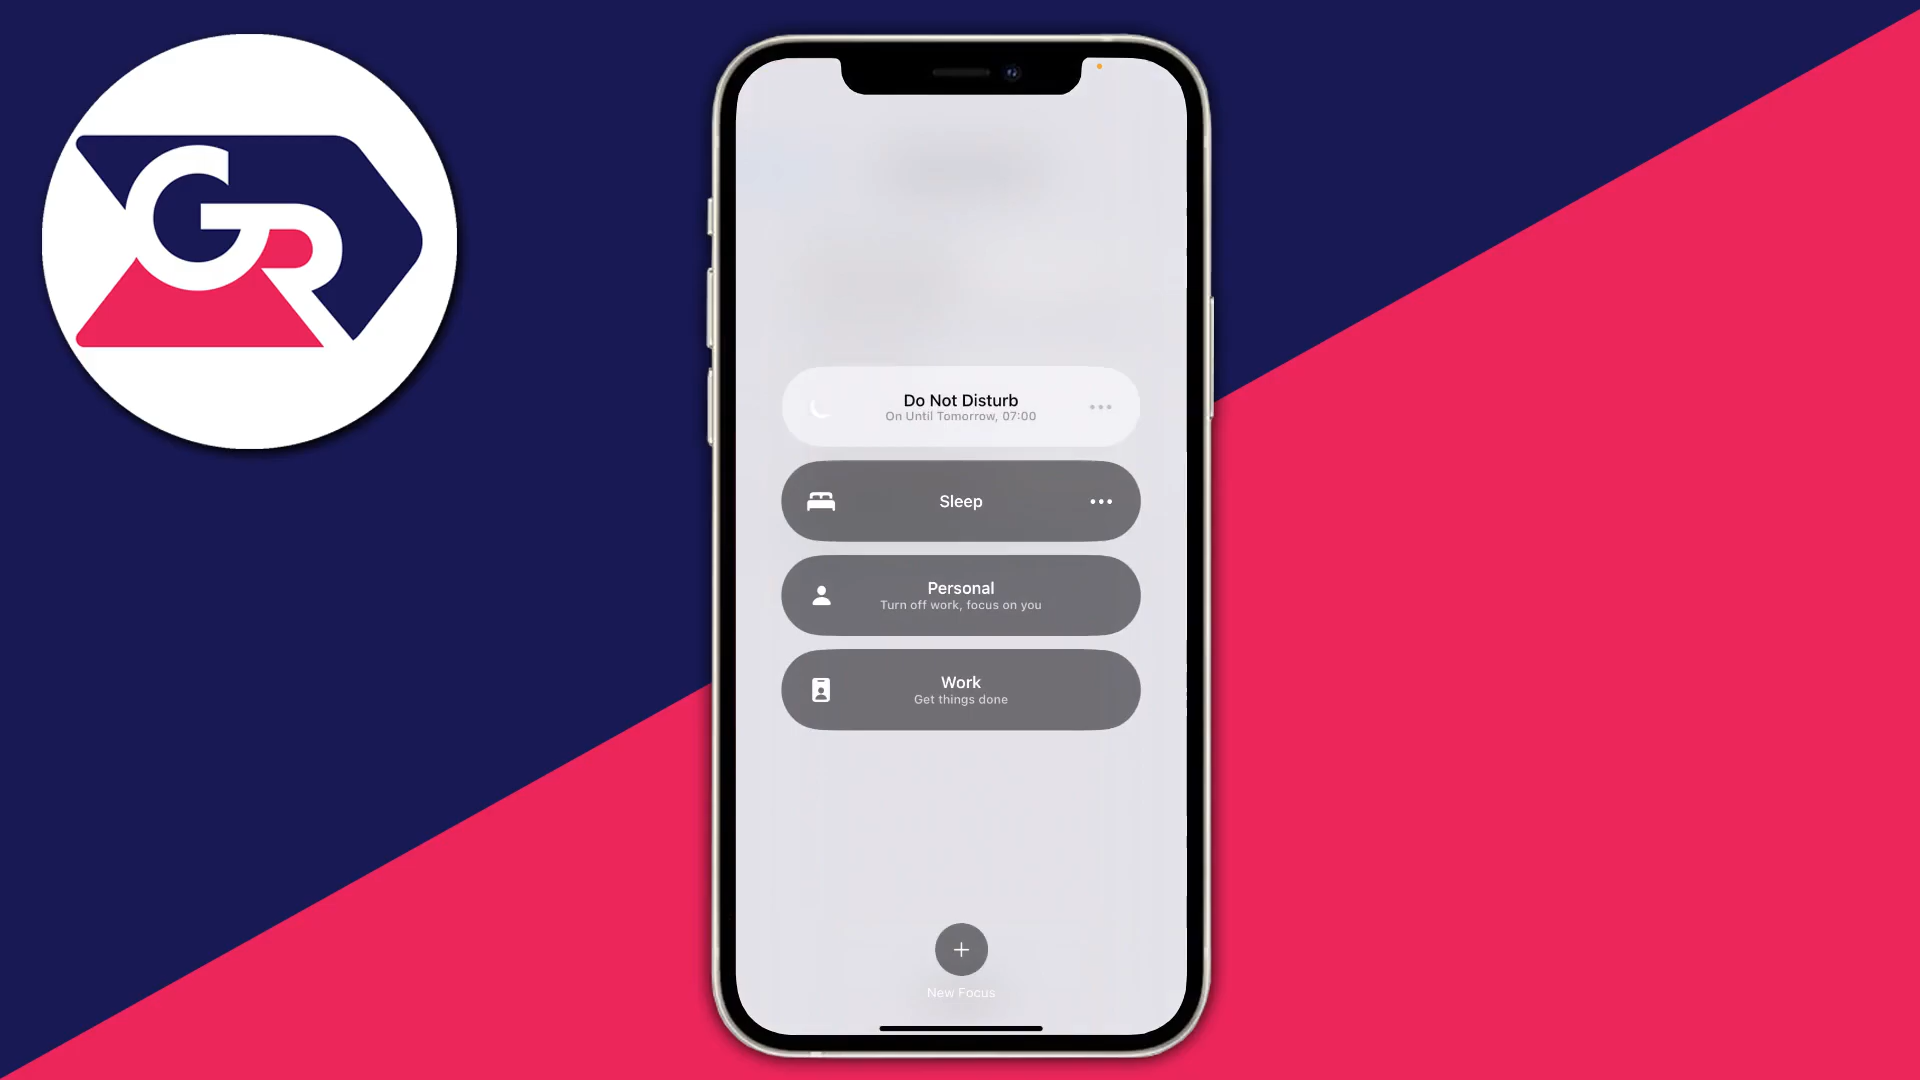 GR
Do Not Disturb
On Until Tomorrow, 07:00
Sleep
Personal
Turn off work, focus on you
Work
Get things done
New Focus